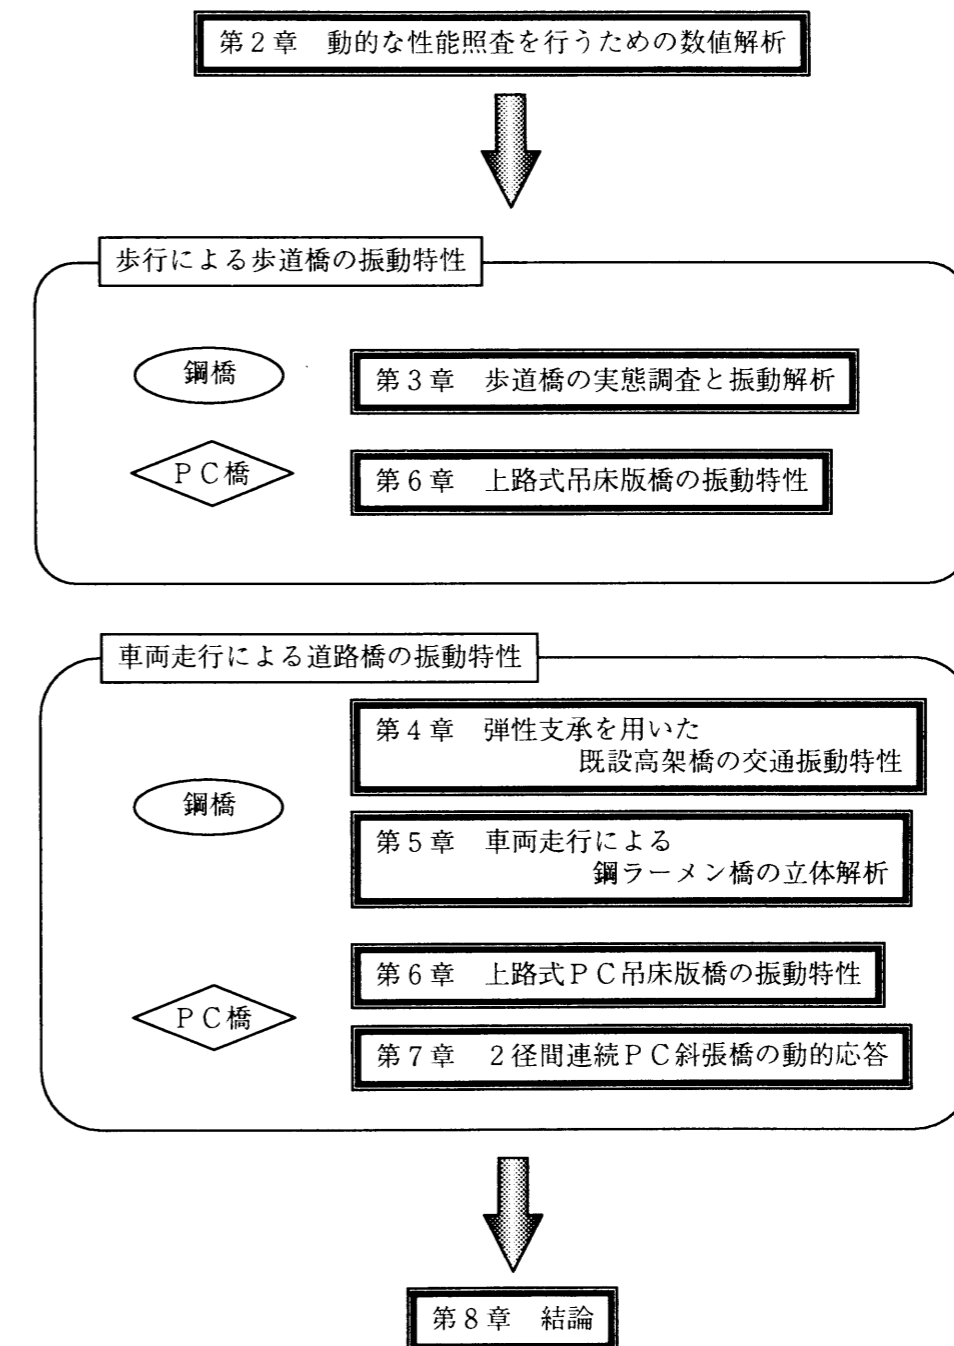 第２章　動的な性能照査を行うための数値解析
歩行による歩道橋の振動特性
鋼橋
第３章　歩道橋の実態調査と振動解析
ＰＣ橋
第６章　上路式吊床版橋の振動特性
車両走行による道路橋の振動特性
第４章　弾性支承を用いた
既設高架橋の交通振動特性
鋼橋
第５章　車両走行による
鋼ラーメン橋の立体解析
第６章　上路式ＰＣ吊床版橋の振動特性
ＰＣ橋
第７章　２径間連続ＰＣ斜張橋の動的応答
第８章　結論